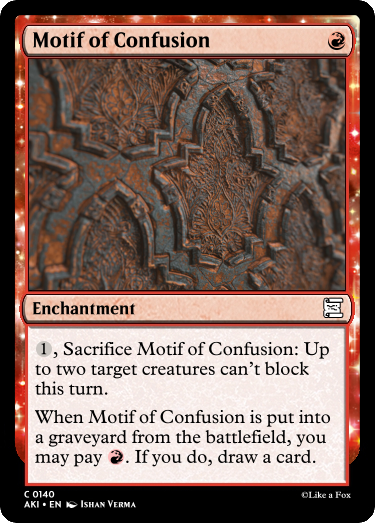 Motif of Confusion
Enchantment
1, Sacrifice Motif of Confusion: Up
to two target creatures can't block
this turn.
When Motif of Confusion is put into
a graveyard from the battlefield, you
may pay . If you do, draw a card.
C 0140
AKI • EN Ishan Verma
©Like a Fox